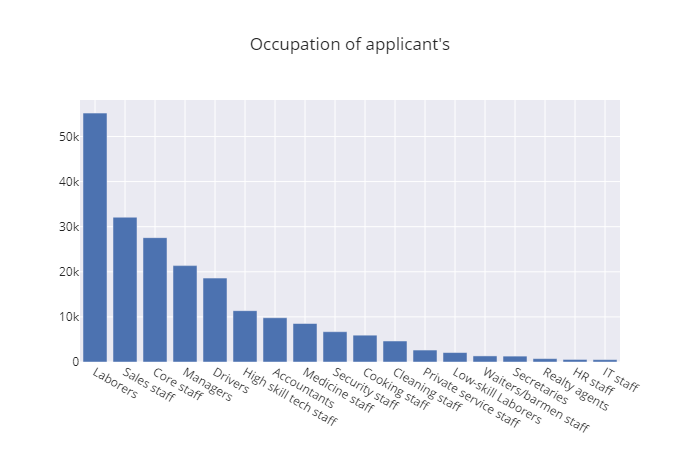 Occupation of applicant's
50k
40k
30k
20k
10k
0
Laborers
Sales staff
Core staff
Managers
Drivers
High skill tech staff
Accountants
Medicine staff
Security staff
Cooking staff
Cleaning staff
Private service staff
Low-skill Laborers
Waiters/barmen staff
Secretaries
Realty agents
HR staff
IT staff